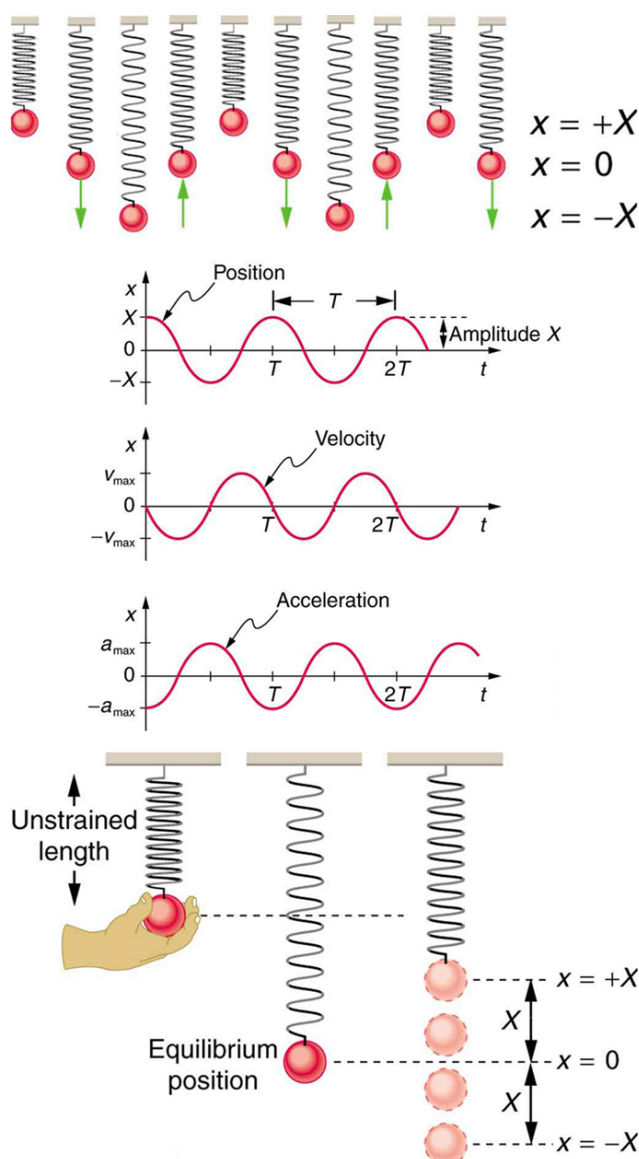 x = +X
x = 0
x = −X
x
Position
X
T
Amplitude X
0
−X
T
2T
t
x
Velocity
vmax
0
T
2T
t
−vmax
x
Acceleration
amax
0
T
2T
t
−amax
Unstrained
length
x = +X
X
Equilibrium
position
x = 0
X
x = −X